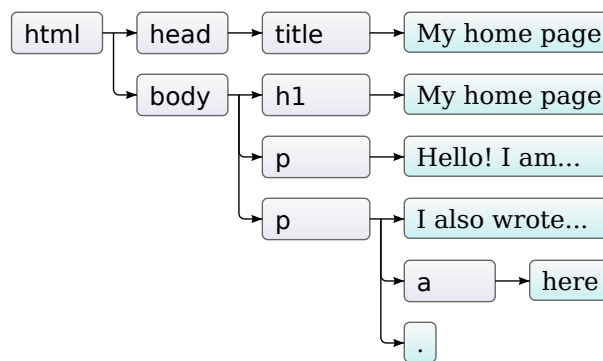 html head title My home page
body h1 My home page
p Hello! I am...
p I also wrote...
a here
.